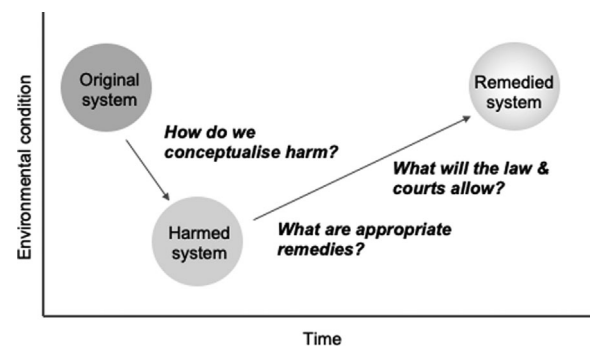 Original
system
Remedied
system
How do we
conceptualise harm?
What will the law &
courts allow?
Harmed
system
What are appropriate
remedies?
Environmental condition
Time